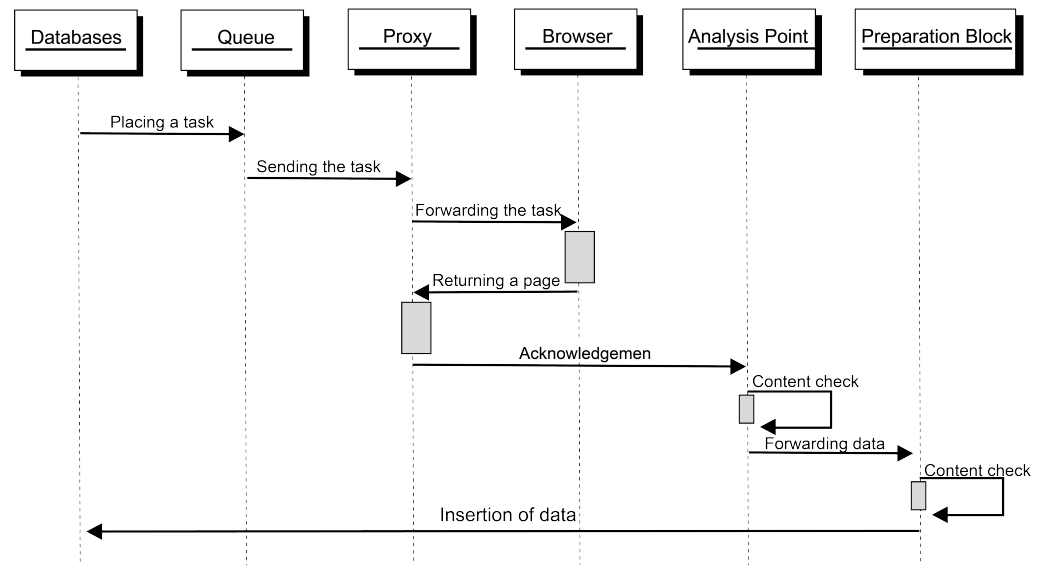 Databases
Queue
Proxy
Browser
Analysis Point
Preparation Block
Placing a task
Sending the task
Forwarding the task
Returning a page
Acknowledgemen
Content check
Forwarding data
Content check
Insertion of data